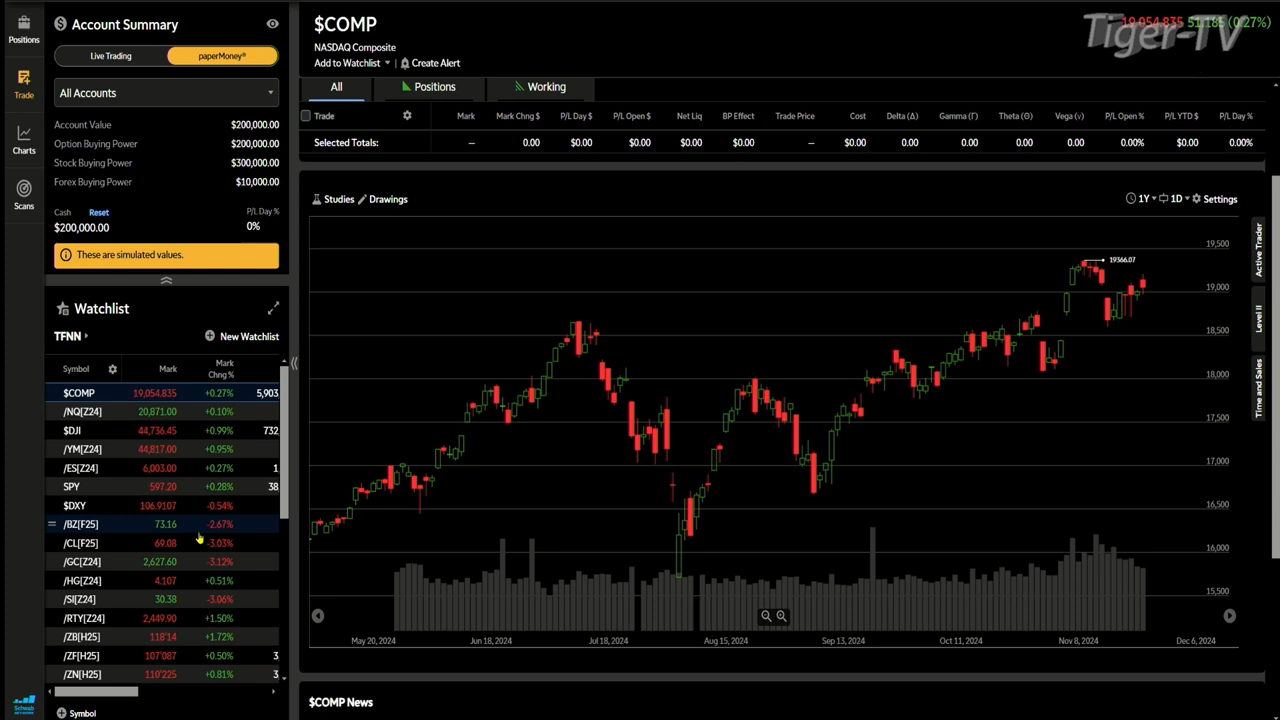 Positions
Trade
Charts
Scans
Account Summary
Live Trading
paperMoney®
All Accounts
Account Value $200,000.00
Option Buying Power $200,000.00
Stock Buying Power $300,000.00
Forex Buying Power $10,000.00
Cash Reset P/L Day %
$200,000.00 0%
These are simulated values.
Watchlist
TFNN New Watchlist
Symbol Mark Mark Chng %
$COMP 19,054.835 +0.27% 5,903
/NQ[Z24] 20,871.00 +0.10%
$DJI 44,736.45 +0.99% 732
/YM[Z24] 44,817.00 +0.95%
/ES[Z24] 6,003.00 +0.27% 1
SPY 597.20 +0.28% 38
$DXY 106.9107 -0.54%
/BZ[F25] 73.16 -2.67%
/CL[F25] 69.08 -3.03%
/GC[Z24] 2,627.60 -3.12%
/HG[Z24] 4.107 +0.51%
/SI[Z24] 30.38 -3.06%
/RTY[Z24] 2,449.90 +1.50%
/ZB[H25] 118'14 +1.72%
/ZF[H25] 107'087 +0.50% 3
/ZN[H25] 110'225 +0.81% 3
Symbol
Schwab
NETWORK
$COMP
NASDAQ Composite
Add to Watchlist Create Alert
19,054.835 51.185 (0.27%)
Tiger-TV
All Positions Working
Trade Mark Mark Chng $ P/L Day $ P/L Open $ Net Liq BP Effect Trade Price Cost Delta (Δ) Gamma (Γ) Theta (Θ) Vega (ν) P/L Open % P/L YTD $ P/L Day %
Selected Totals: — 0.00 $0.00 $0.00 $0.00 $0.00 — $0.00 0.00 0.00 0.00 0.00 0.00% $0.00 0.00%
Studies Drawings 1Y 1D Settings
19,500
19366.07
19,000
18,500
18,000
17,500
17,000
16,500
16,000
15,500
May 20, 2024 Jun 18, 2024 Jul 18, 2024 Aug 15, 2024 Sep 13, 2024 Oct 11, 2024 Nov 8, 2024 Dec 6, 2024
Active Trader
Level II
Time and Sales
$COMP News